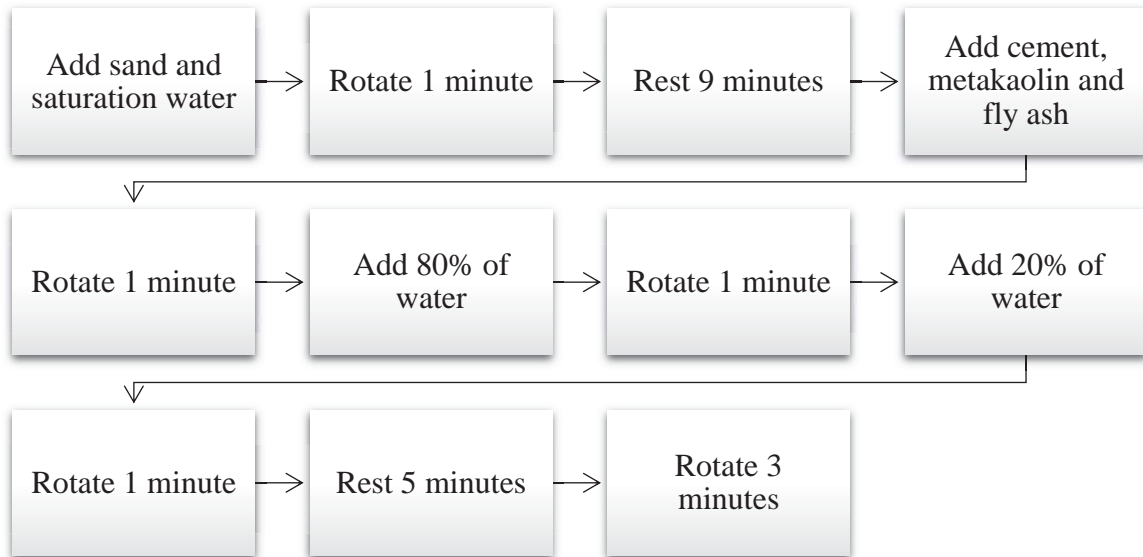 Add sand and
saturation water
Rotate 1 minute
Rest 9 minutes
Add cement,
metakaolin and
fly ash
Rotate 1 minute
Add 80% of
water
Rotate 1 minute
Add 20% of
water
Rotate 1 minute
Rest 5 minutes
Rotate 3
minutes